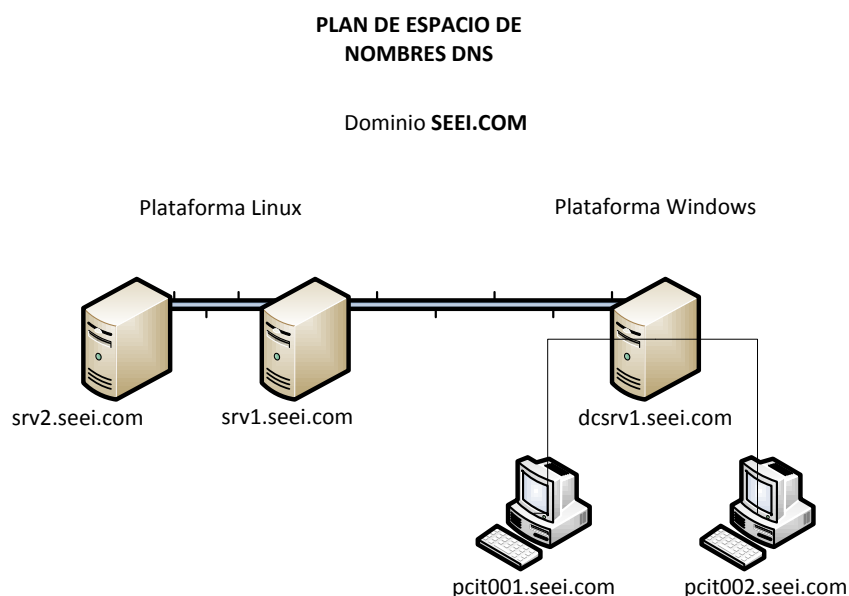 PLAN DE ESPACIO DE
NOMBRES DNS
Dominio SEEI.COM
Plataforma Linux
Plataforma Windows
srv2.seei.com
srv1.seei.com
dcsrv1.seei.com
pcit001.seei.com
pcit002.seei.com